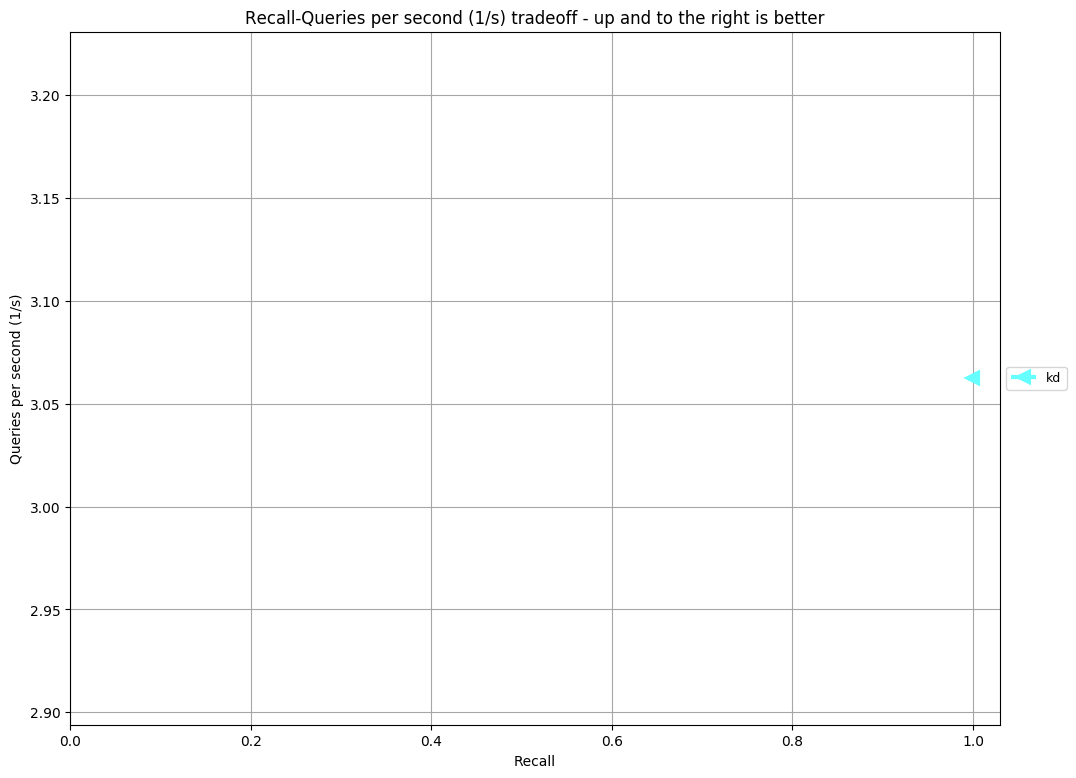 Recall-Queries per second (1/s) tradeoff - up and to the right is better
Queries per second (1/s)
3.20
3.15
3.10
3.05
3.00
2.95
2.90
0.0 0.2 0.4 0.6 0.8 1.0
Recall
kd